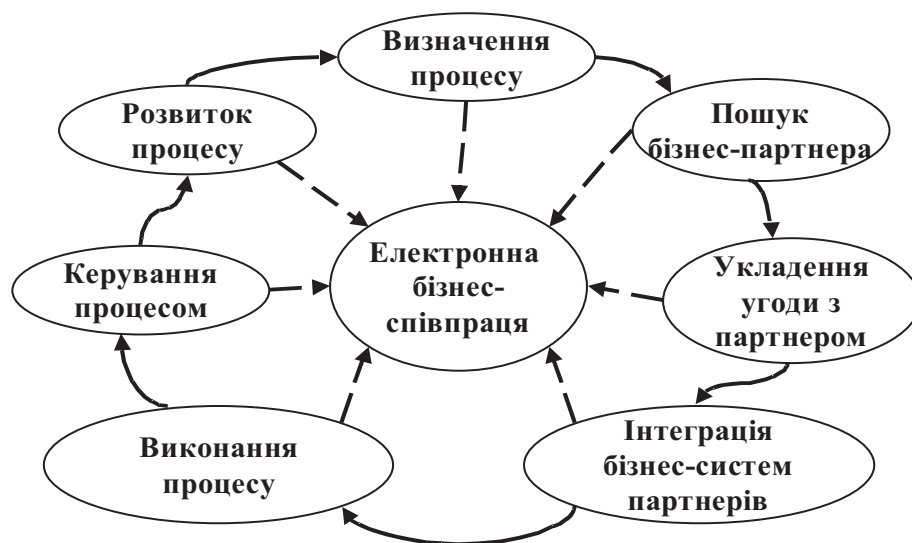 Визначення
процесу
Розвиток
процесу
Пошук
бізнес-партнера
Керування
процесом
Електронна
бізнес-
співпраця
Укладення
угоди з
партнером
Виконання
процесу
Інтеграція
бізнес-систем
партнерів